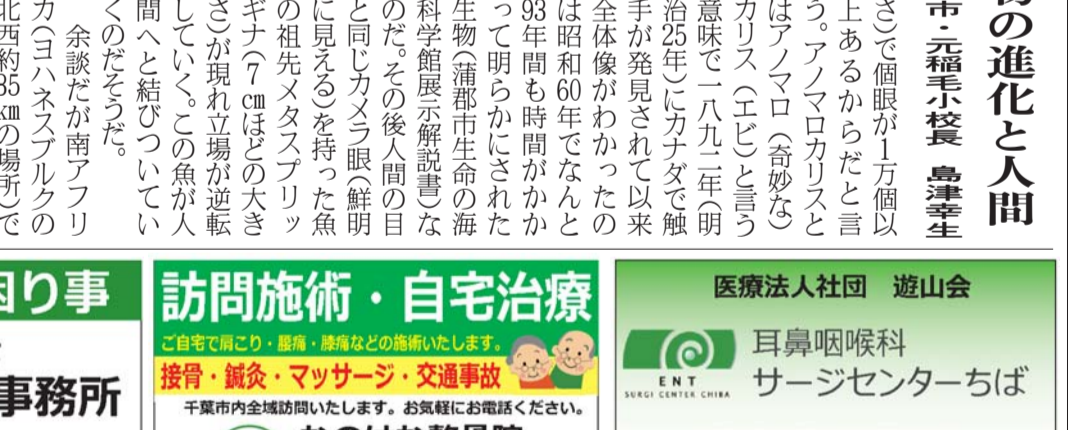 の進化と人間
市・元稲毛小校長　島津幸生
さ）で個眼が１万個以
上あるからだと言
う。アノマロカリスと
はアノマロ（奇妙な）
カリス（エビ）と言う
意味で一八九二年（明
治25年）にカナダで触
手が発見されて以来
全体像がわかったの
は昭和60年でなんと
93年間も時間がかか
って明らかにされた
生物（蒲郡市生命の海
科学館展示解説書）な
のだ。その後人間の目
と同じカメラ眼（鮮明
に見える）を持った魚
の祖先メタスプリッ
ギナ（７cmほどの大き
さ）が現れ立場が逆転
していく。この魚が人
間へと結びついてい
くのだそうだ。
余談だが南アフリ
カ（ヨハネスブルクの
北西約35kmの場所）で
困り事
事務所
訪問施術・自宅治療
ご自宅で肩こり・腰痛・膝痛などの施術いたします。
接骨・鍼灸・マッサージ・交通事故
千葉市内全域訪問いたします。お気軽にお電話ください。
医療法人社団　遊山会
ENT
SURGI CENTER CHIBA
耳鼻咽喉科
サージセンターちば